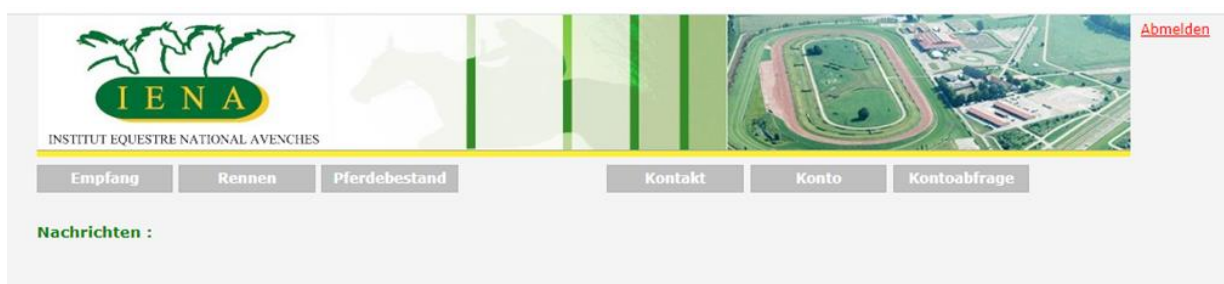 Abmelden
IENA
INSTITUT EQUESTRE NATIONAL AVENCHES
Empfang Rennen Pferdebestand Kontakt Konto Kontoabfrage
Nachrichten :